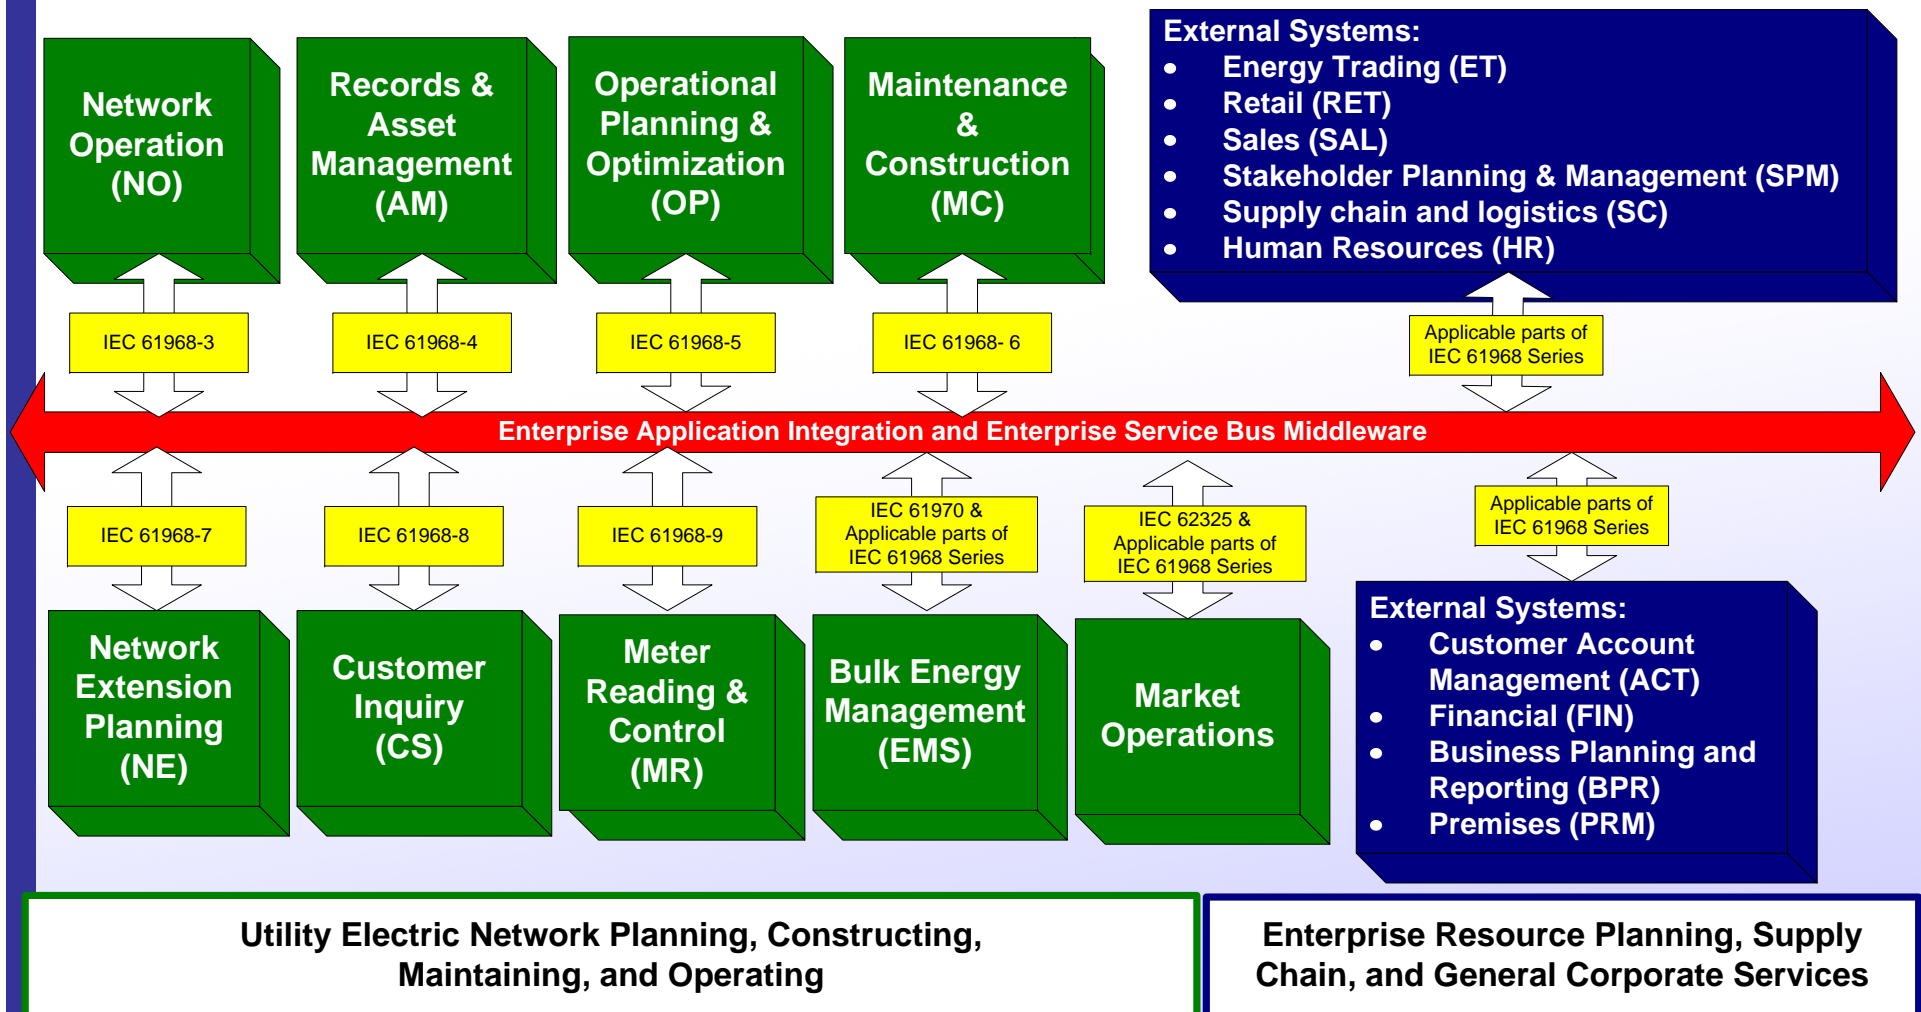 Network
Operation
(NO)
Records &
Asset
Management
(AM)
Operational
Planning &
Optimization
(OP)
Maintenance
&
Construction
(MC)
External Systems:
• Energy Trading (ET)
• Retail (RET)
• Sales (SAL)
• Stakeholder Planning & Management (SPM)
• Supply chain and logistics (SC)
• Human Resources (HR)
IEC 61968-3
IEC 61968-4
IEC 61968-5
IEC 61968- 6
Applicable parts of
IEC 61968 Series
Enterprise Application Integration and Enterprise Service Bus Middleware
IEC 61968-7
IEC 61968-8
IEC 61968-9
IEC 61970 &
Applicable parts of
IEC 61968 Series
IEC 62325 &
Applicable parts of
IEC 61968 Series
Applicable parts of
IEC 61968 Series
Network
Extension
Planning
(NE)
Customer
Inquiry
(CS)
Meter
Reading &
Control
(MR)
Bulk Energy
Management
(EMS)
Market
Operations
External Systems:
• Customer Account
Management (ACT)
• Financial (FIN)
• Business Planning and
Reporting (BPR)
• Premises (PRM)
Utility Electric Network Planning, Constructing,
Maintaining, and Operating
Enterprise Resource Planning, Supply
Chain, and General Corporate Services